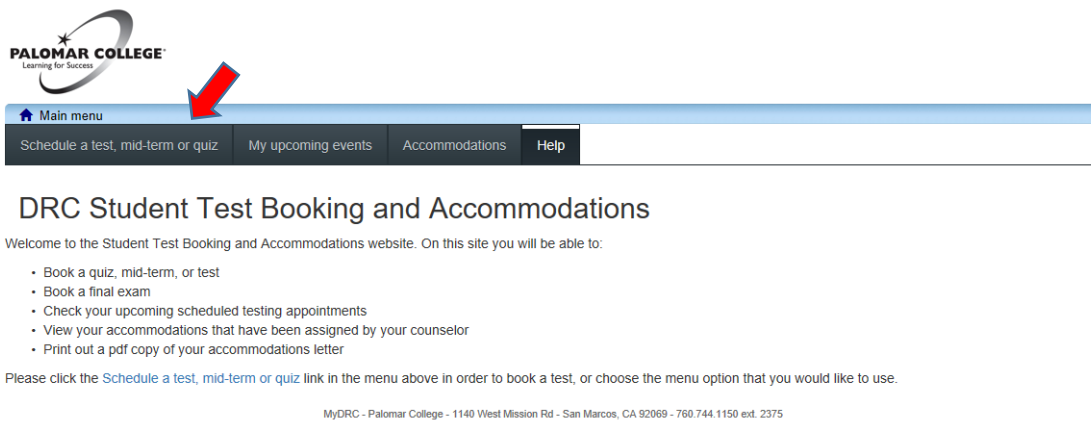 PALOMAR COLLEGE
Learning for Success
Main menu
Schedule a test, mid-term or quiz My upcoming events Accommodations Help
DRC Student Test Booking and Accommodations
Welcome to the Student Test Booking and Accommodations website. On this site you will be able to:
• Book a quiz, mid-term, or test
• Book a final exam
• Check your upcoming scheduled testing appointments
• View your accommodations that have been assigned by your counselor
• Print out a pdf copy of your accommodations letter
Please click the Schedule a test, mid-term or quiz link in the menu above in order to book a test, or choose the menu option that you would like to use.
MyDRC - Palomar College - 1140 West Mission Rd - San Marcos, CA 92069 - 760.744.1150 ext. 2375